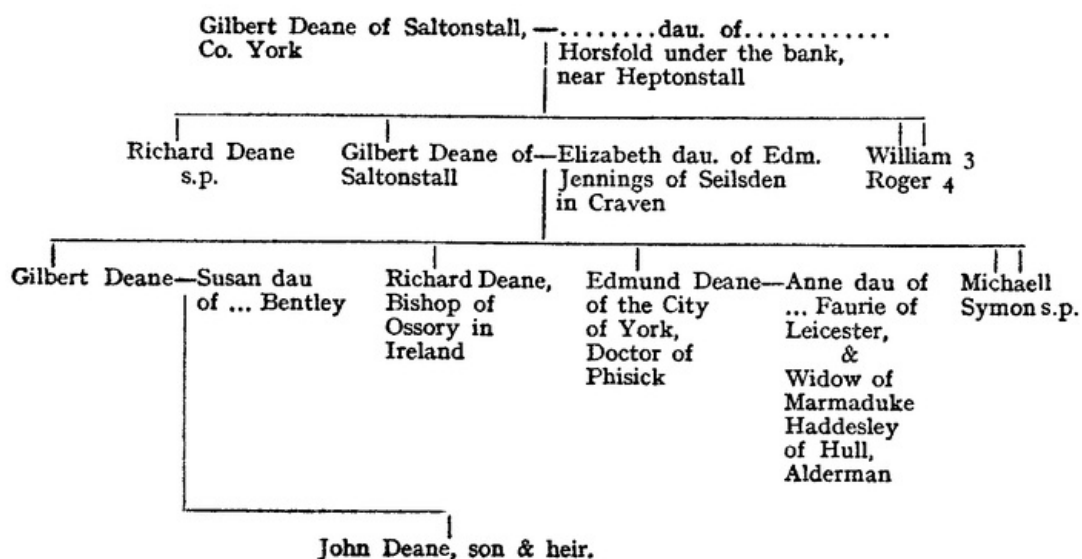 Gilbert Deane of Saltonstall, — ........ dau. of ............
Co. York
Horsfold under the bank,
near Heptonstall
Richard Deane
s.p.
Gilbert Deane of—Elizabeth dau. of Edm.
Saltonstall
Jennings of Seilsden
in Craven
William 3
Roger 4
Gilbert Deane—Susan dau
of ... Bentley
Richard Deane,
Bishop of
Ossory in
Ireland
Edmund Deane—Anne dau of
of the City
of York,
Doctor of
Phisick
... Faurie of
Leicester,
&
Widow of
Marmaduke
Haddesley
of Hull,
Alderman
Michaell
Symon s.p.
John Deane, son & heir.